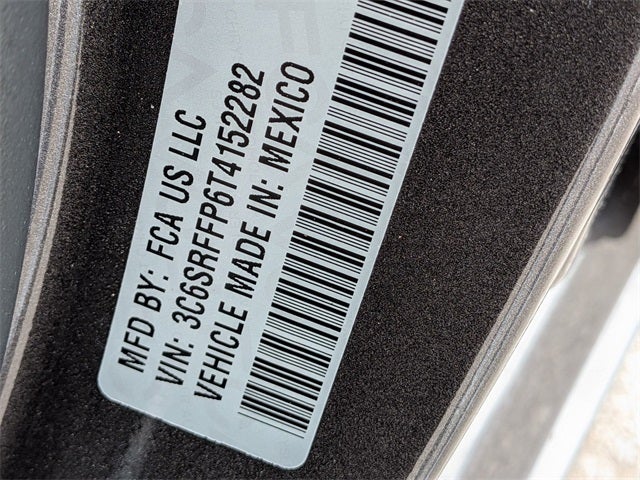 MFD BY: FCA US LLC
VIN: 3C6SRFFP6T4152282
VEHICLE MADE IN: MEXICO